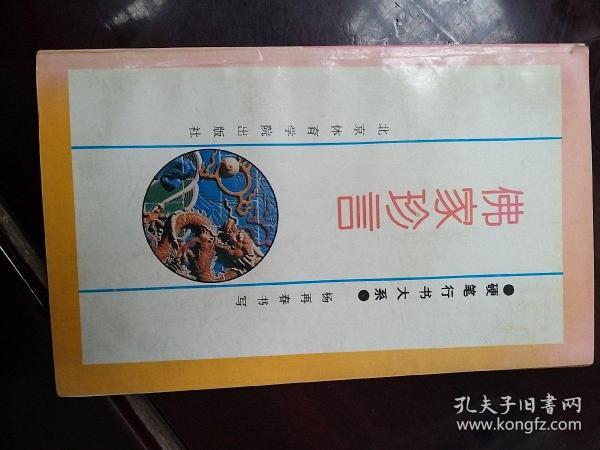 ●硬笔行书大系●
杨再春书写
佛家珍言
北京体育学院出版社
孔夫子旧书网
www.kongfz.com